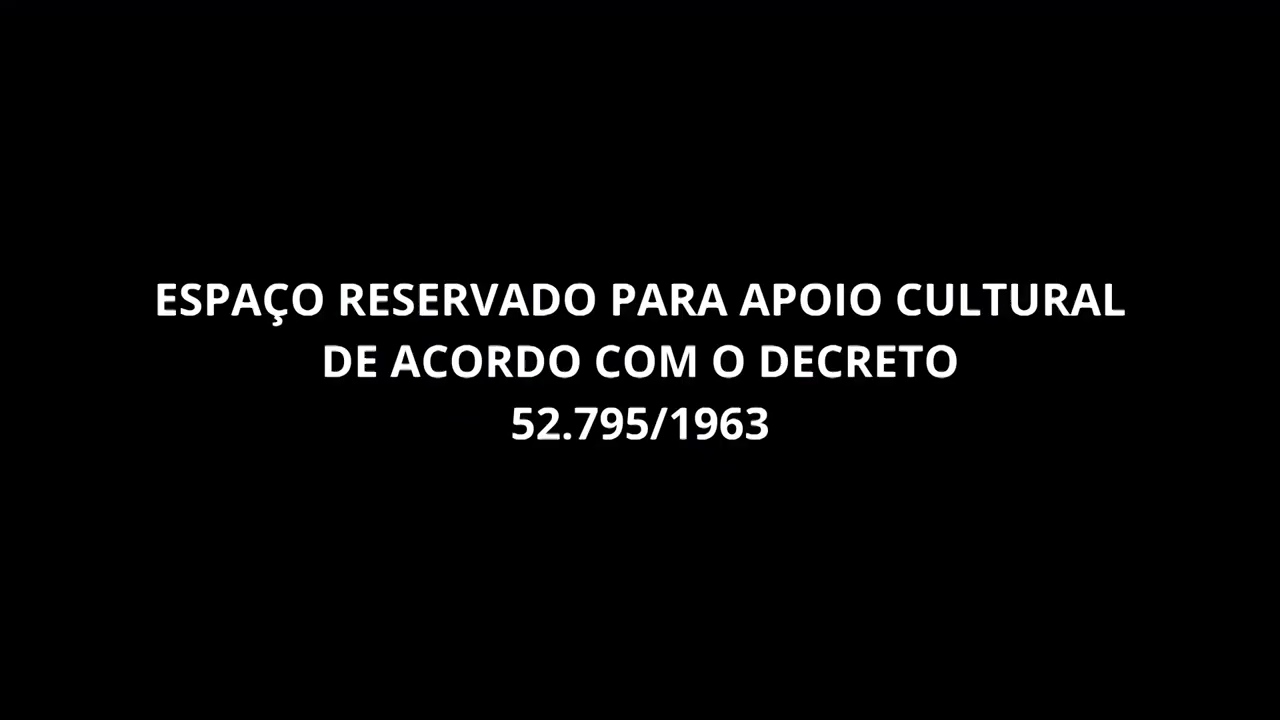 ESPAÇO RESERVADO PARA APOIO CULTURAL
DE ACORDO COM O DECRETO
52.795/1963